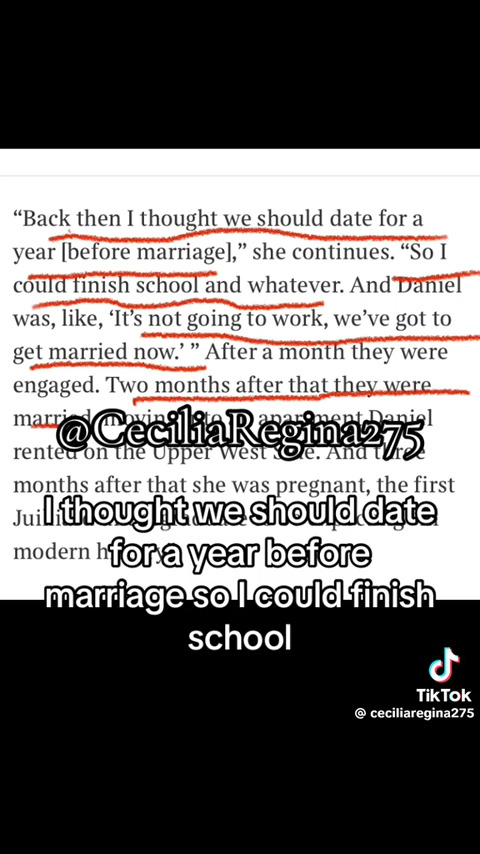 “Back then I thought we should date for a
year [before marriage],” she continues. “So I
could finish school and whatever. And Daniel
was, like, ‘It’s not going to work, we’ve got to
get married now.’ ” After a month they were
engaged. Two months after that they were
married apartment Daniel
@CeciliaRegina275
rented on the Upper West Side. And three
months after that she was pregnant, the first
I thought we should date
for a year before
modern
marriage so I could finish
school
TikTok
@ ceciliaregina275